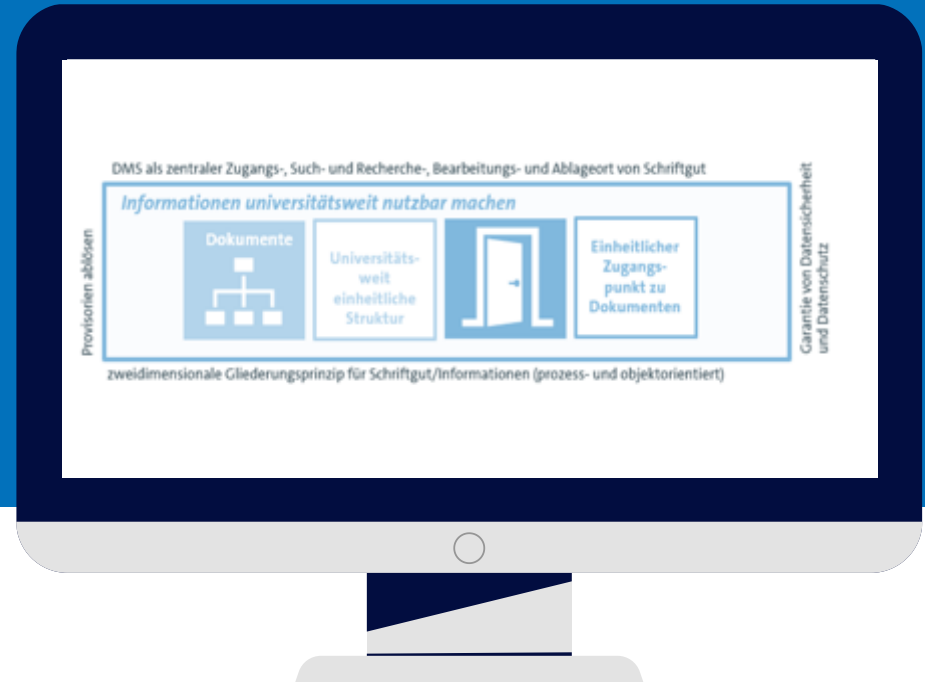 DMS als zentraler Zugangs-, Such- und Recherche-, Bearbeitungs- und Ablageort von Schriftgut
Provisorien ablösen
Informationen universitätsweit nutzbar machen
Dokumente
Universitäts-
weit
einheitliche
Struktur
Einheitlicher
Zugangs-
punkt zu
Dokumenten
Garantie von Datensicherheit
und Datenschutz
zweidimensionale Gliederungsprinzip für Schriftgut/Informationen (prozess- und objektorientiert)